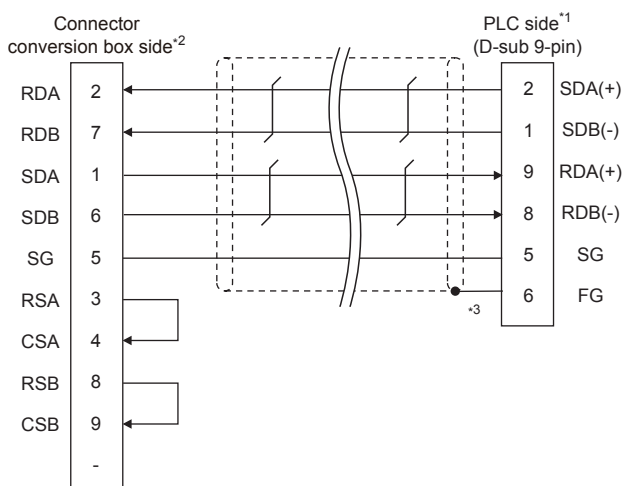 Connector
conversion box side*2
PLC side*1
(D-sub 9-pin)
RDA 2 2 SDA(+)
RDB 7 1 SDB(-)
SDA 1 9 RDA(+)
SDB 6 8 RDB(-)
SG 5 5 SG
RSA 3 6 FG
*3
CSA 4
RSB 8
CSB 9
-